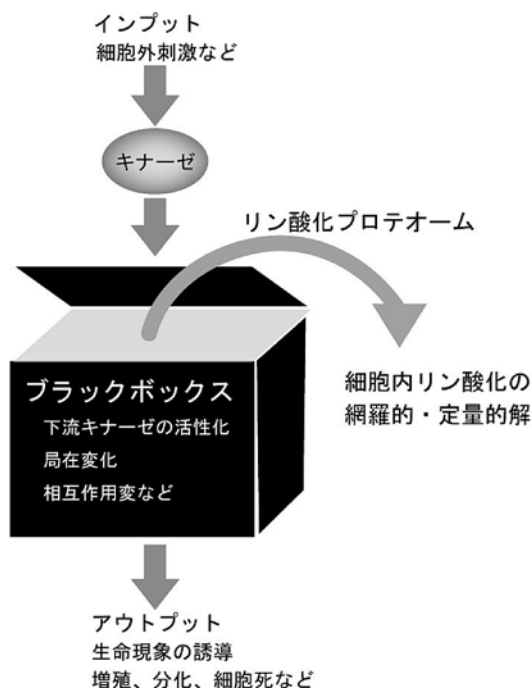 インプット
細胞外刺激など
キナーゼ
リン酸化プロテオーム
細胞内リン酸化の
網羅的・定量的解
ブラックボックス
下流キナーゼの活性化
局在変化
相互作用変など
アウトプット
生命現象の誘導
増殖、分化、細胞死など